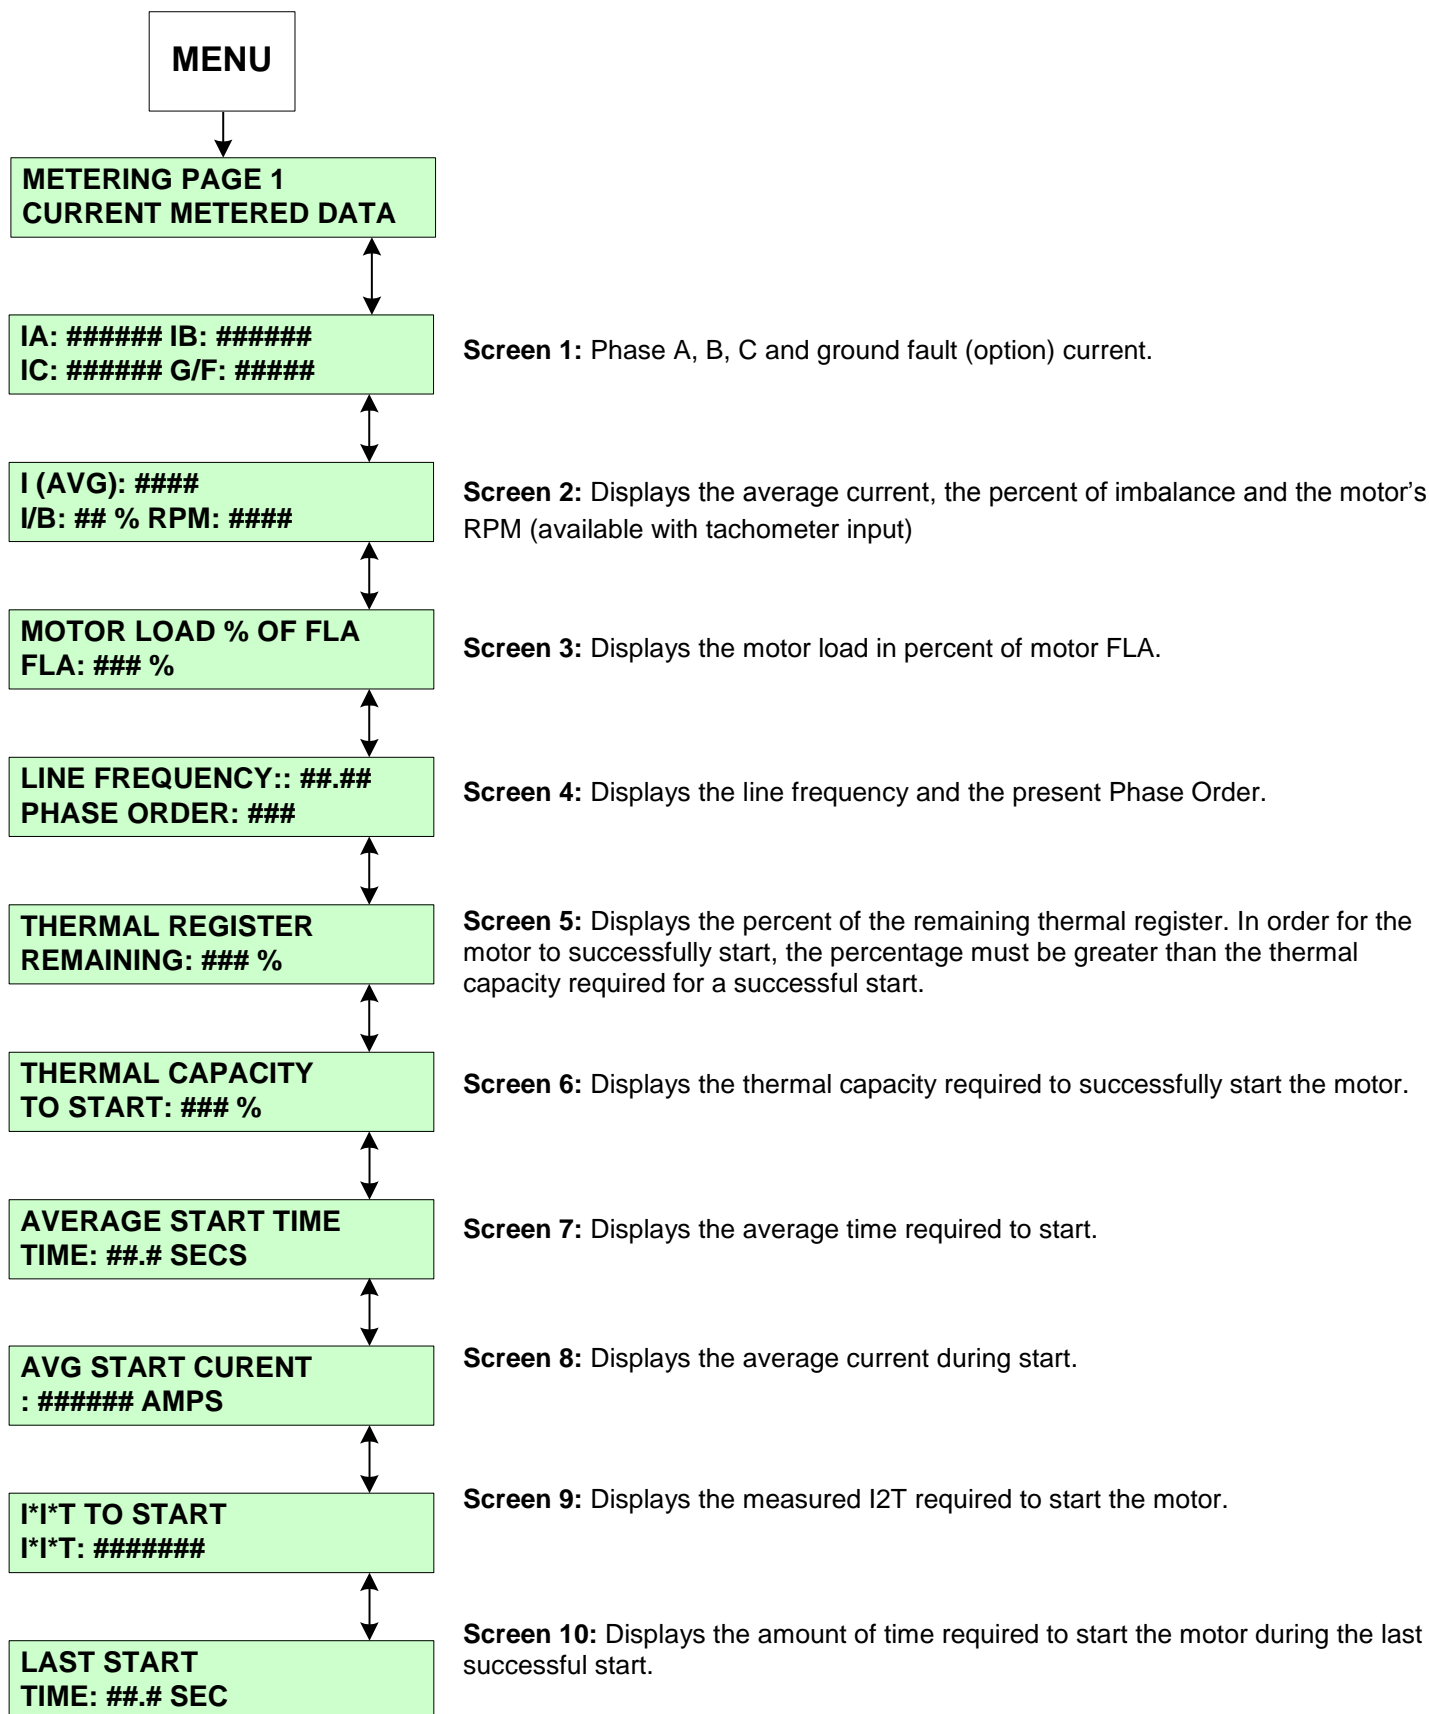 MENU
METERING PAGE 1
CURRENT METERED DATA
IA: ###### IB: ######
IC: ###### G/F: #####
Screen 1: Phase A, B, C and ground fault (option) current.
I (AVG): ####
I/B: ## % RPM: ####
Screen 2: Displays the average current, the percent of imbalance and the motor’s
RPM (available with tachometer input)
MOTOR LOAD % OF FLA
FLA: ### %
Screen 3: Displays the motor load in percent of motor FLA.
LINE FREQUENCY:: ##.##
PHASE ORDER: ###
Screen 4: Displays the line frequency and the present Phase Order.
THERMAL REGISTER
REMAINING: ### %
Screen 5: Displays the percent of the remaining thermal register. In order for the
motor to successfully start, the percentage must be greater than the thermal
capacity required for a successful start.
THERMAL CAPACITY
TO START: ### %
Screen 6: Displays the thermal capacity required to successfully start the motor.
AVERAGE START TIME
TIME: ##.# SECS
Screen 7: Displays the average time required to start.
AVG START CURENT
: ###### AMPS
Screen 8: Displays the average current during start.
I*I*T TO START
I*I*T: #######
Screen 9: Displays the measured I2T required to start the motor.
LAST START
TIME: ##.# SEC
Screen 10: Displays the amount of time required to start the motor during the last
successful start.